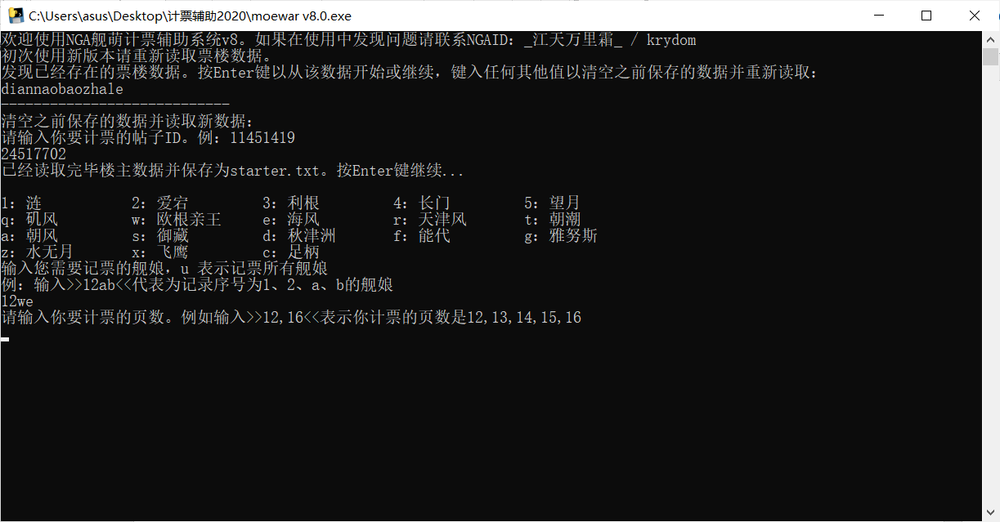 C:\Users\asus\Desktop\计票辅助2020\moewar v8.0.exe
欢迎使用NGA舰萌计票辅助系统v8。如果在使用中发现问题请联系NGAID：_江天万里霜_ / krydom
初次使用新版本请重新读取票楼数据。
发现已经存在的票楼数据。按Enter键以从该数据开始或继续，键入任何其他值以清空之前保存的数据并重新读取：
diannaobaozhale
----------------------------
清空之前保存的数据并读取新数据：
请输入你要计票的帖子ID。例：11451419
24517702
已经读取完毕楼主数据并保存为starter.txt。按Enter键继续...
1：涟 2：爱宕 3：利根 4：长门 5：望月
q：矶风 w：欧根亲王 e：海风 r：天津风 t：朝潮
a：朝风 s：御藏 d：秋津洲 f：能代 g：雅努斯
z：水无月 x：飞鹰 c：足柄
输入您需要记票的舰娘，u 表示记票所有舰娘
例：输入>>12ab<<代表为记录序号为1、2、a、b的舰娘
12we
请输入你要计票的页数。例如输入>>12,16<<表示你计票的页数是12,13,14,15,16